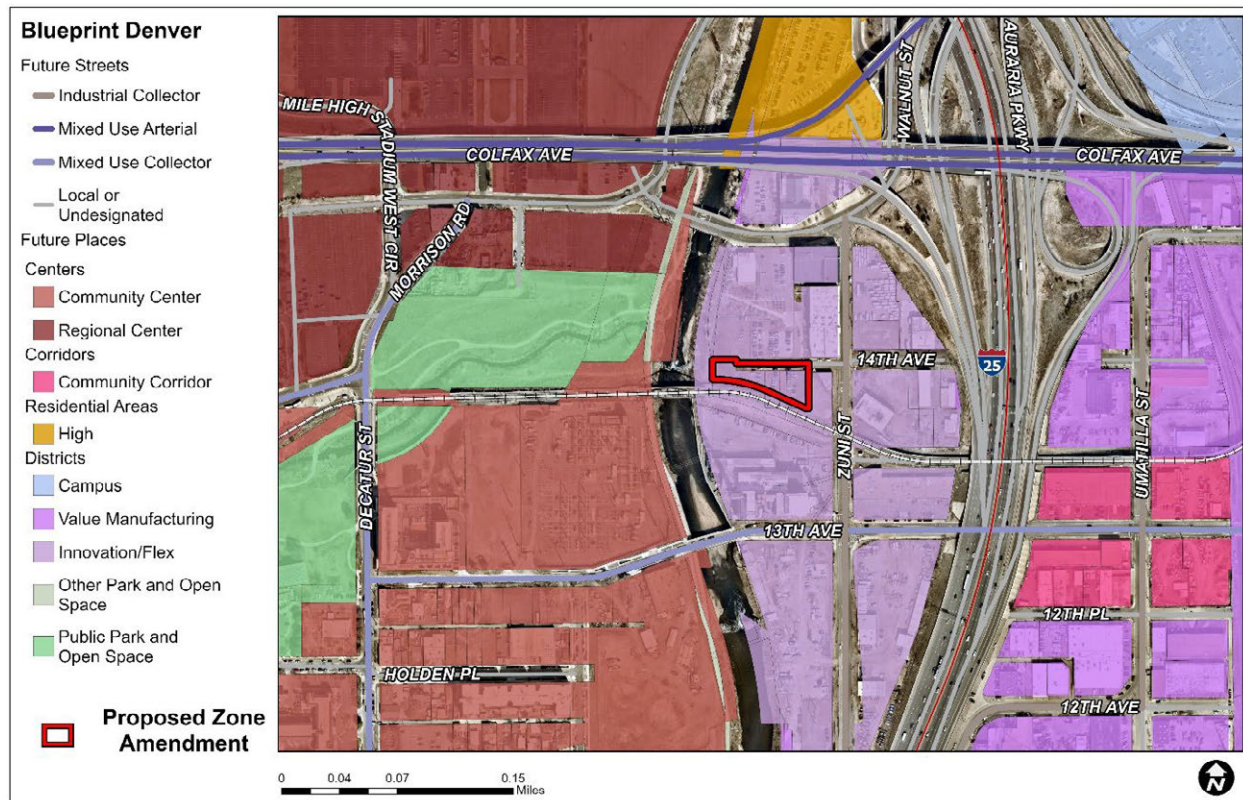 Blueprint Denver
Future Streets
Industrial Collector
Mixed Use Arterial
Mixed Use Collector
Local or
Undesignated
Future Places
Centers
Community Center
Regional Center
Corridors
Community Corridor
Residential Areas
High
Districts
Campus
Value Manufacturing
Innovation/Flex
Other Park and Open
Space
Public Park and
Open Space
Proposed Zone
Amendment
MILE HIGH STADIUM WEST CIR
COLFAX AVE
WALNUT ST
AURARIA PKWY
COLFAX AVE
MORRISON RD
14TH AVE
25
ZUNI ST
UMATILLA ST
DECATUR ST
13TH AVE
12TH PL
HOLDEN PL
12TH AVE
0 0.04 0.07 0.15
Miles
N